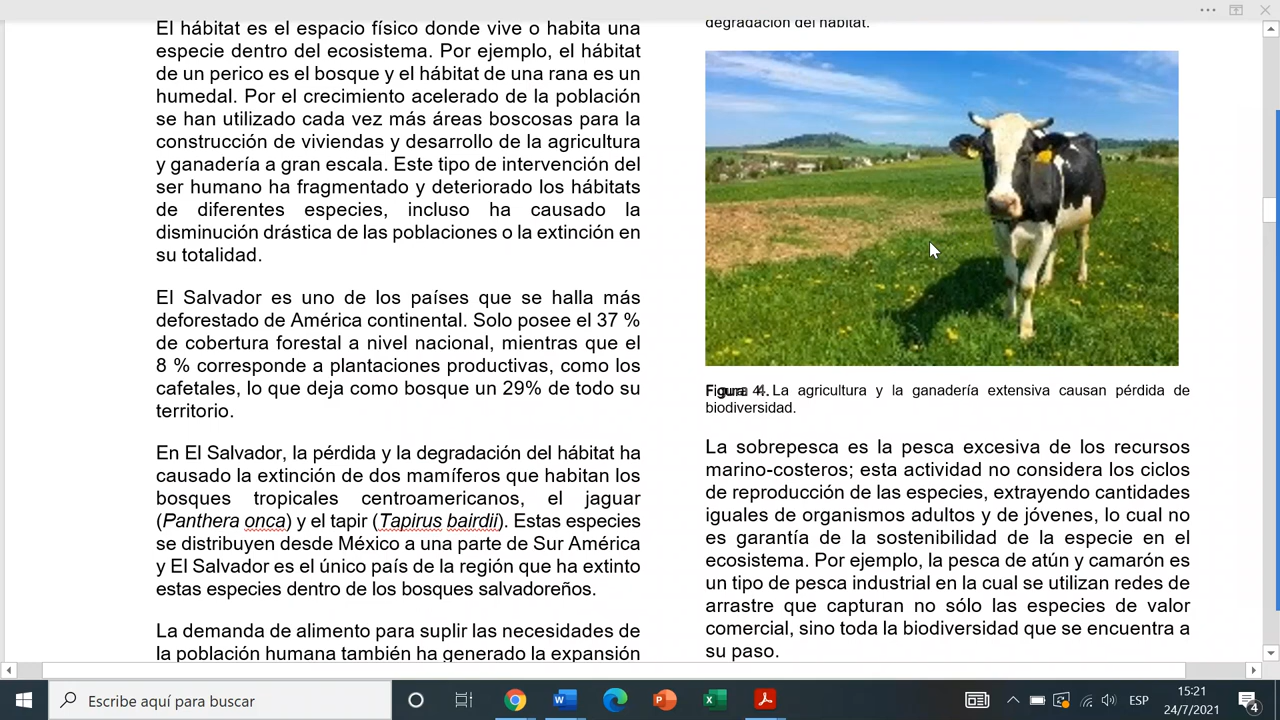 El hábitat es el espacio físico donde vive o habita una
especie dentro del ecosistema. Por ejemplo, el hábitat
de un perico es el bosque y el hábitat de una rana es un
humedal. Por el crecimiento acelerado de la población
se han utilizado cada vez más áreas boscosas para la
construcción de viviendas y desarrollo de la agricultura
y ganadería a gran escala. Este tipo de intervención del
ser humano ha fragmentado y deteriorado los hábitats
de diferentes especies, incluso ha causado la
disminución drástica de las poblaciones o la extinción en
su totalidad.
El Salvador es uno de los países que se halla más
deforestado de América continental. Solo posee el 37 %
de cobertura forestal a nivel nacional, mientras que el
8 % corresponde a plantaciones productivas, como los
cafetales, lo que deja como bosque un 29% de todo su
territorio.
En El Salvador, la pérdida y la degradación del hábitat ha
causado la extinción de dos mamíferos que habitan los
bosques tropicales centroamericanos, el jaguar
(Panthera onca) y el tapir (Tapirus bairdii). Estas especies
se distribuyen desde México a una parte de Sur América
y El Salvador es el único país de la región que ha extinto
estas especies dentro de los bosques salvadoreños.
La demanda de alimento para suplir las necesidades de
la población humana también ha generado la expansión
degradación del hábitat.
Figura 4. La agricultura y la ganadería extensiva causan pérdida de
biodiversidad.
La sobrepesca es la pesca excesiva de los recursos
marino-costeros; esta actividad no considera los ciclos
de reproducción de las especies, extrayendo cantidades
iguales de organismos adultos y de jóvenes, lo cual no
es garantía de la sostenibilidad de la especie en el
ecosistema. Por ejemplo, la pesca de atún y camarón es
un tipo de pesca industrial en la cual se utilizan redes de
arrastre que capturan no sólo las especies de valor
comercial, sino toda la biodiversidad que se encuentra a
su paso.
Escribe aquí para buscar
ESP
15:21
24/7/2021
4